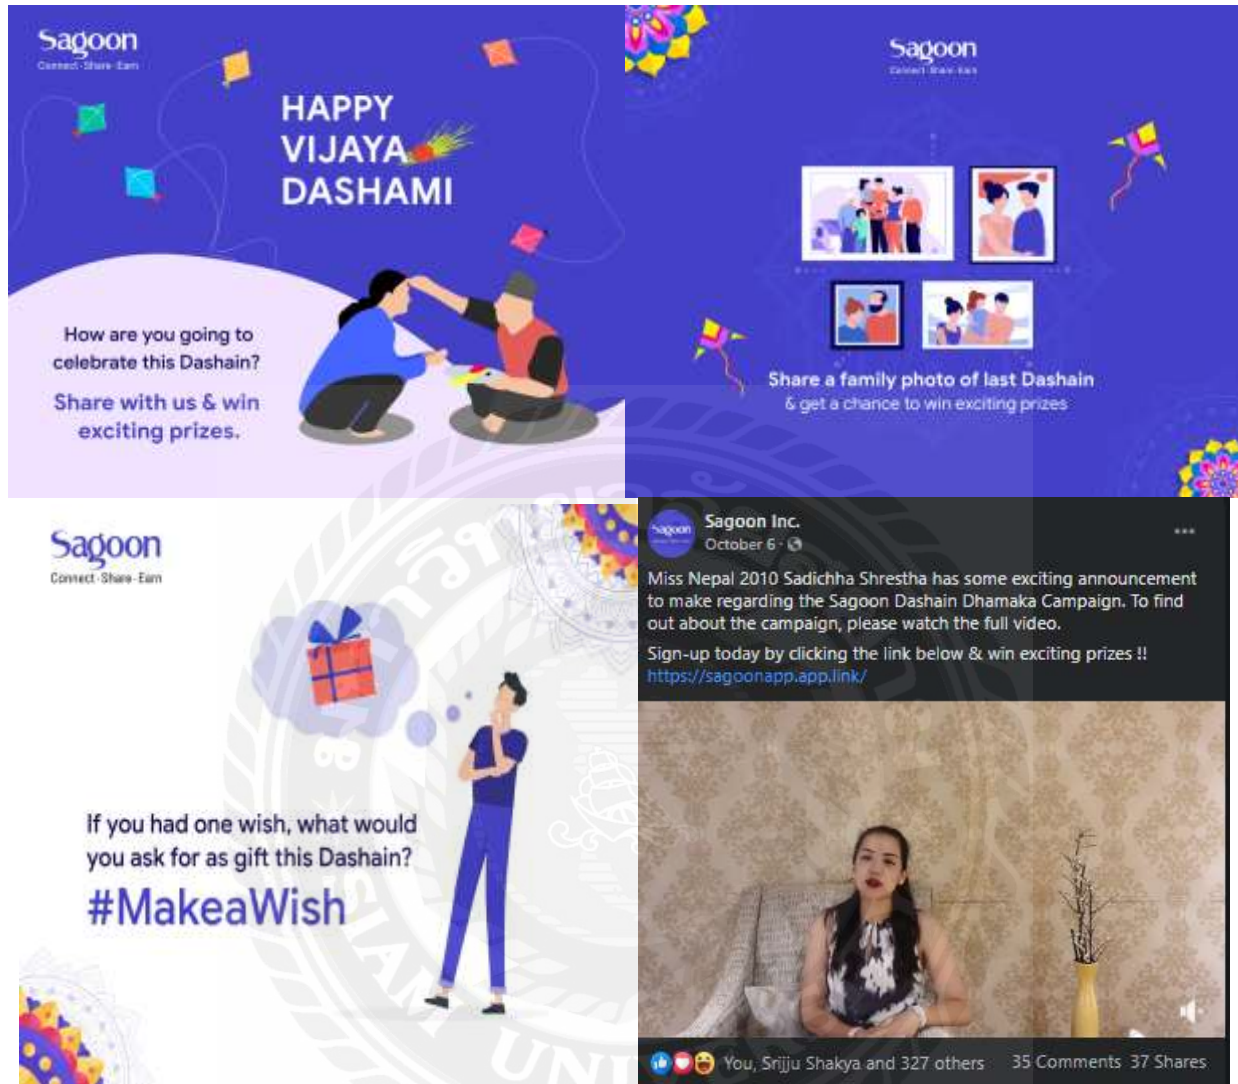 Sagoon
Connect·Share·Earn
HAPPY
VIJAYA
DASHAMI
How are you going to
celebrate this Dashain?
Share with us & win
exciting prizes.
Sagoon
Connect·Share·Earn
Share a family photo of last Dashain
& get a chance to win exciting prizes
Sagoon
Connect·Share·Earn
If you had one wish, what would
you ask for as gift this Dashain?
#MakeaWish
Sagoon
Sagoon Inc.
October 6 ·
Miss Nepal 2010 Sadichha Shrestha has some exciting announcement
to make regarding the Sagoon Dashain Dhamaka Campaign. To find
out about the campaign, please watch the full video.
Sign-up today by clicking the link below & win exciting prizes !!
https://sagoonapp.app.link/
You, Srijju Shakya and 327 others 35 Comments 37 Shares
SIAM